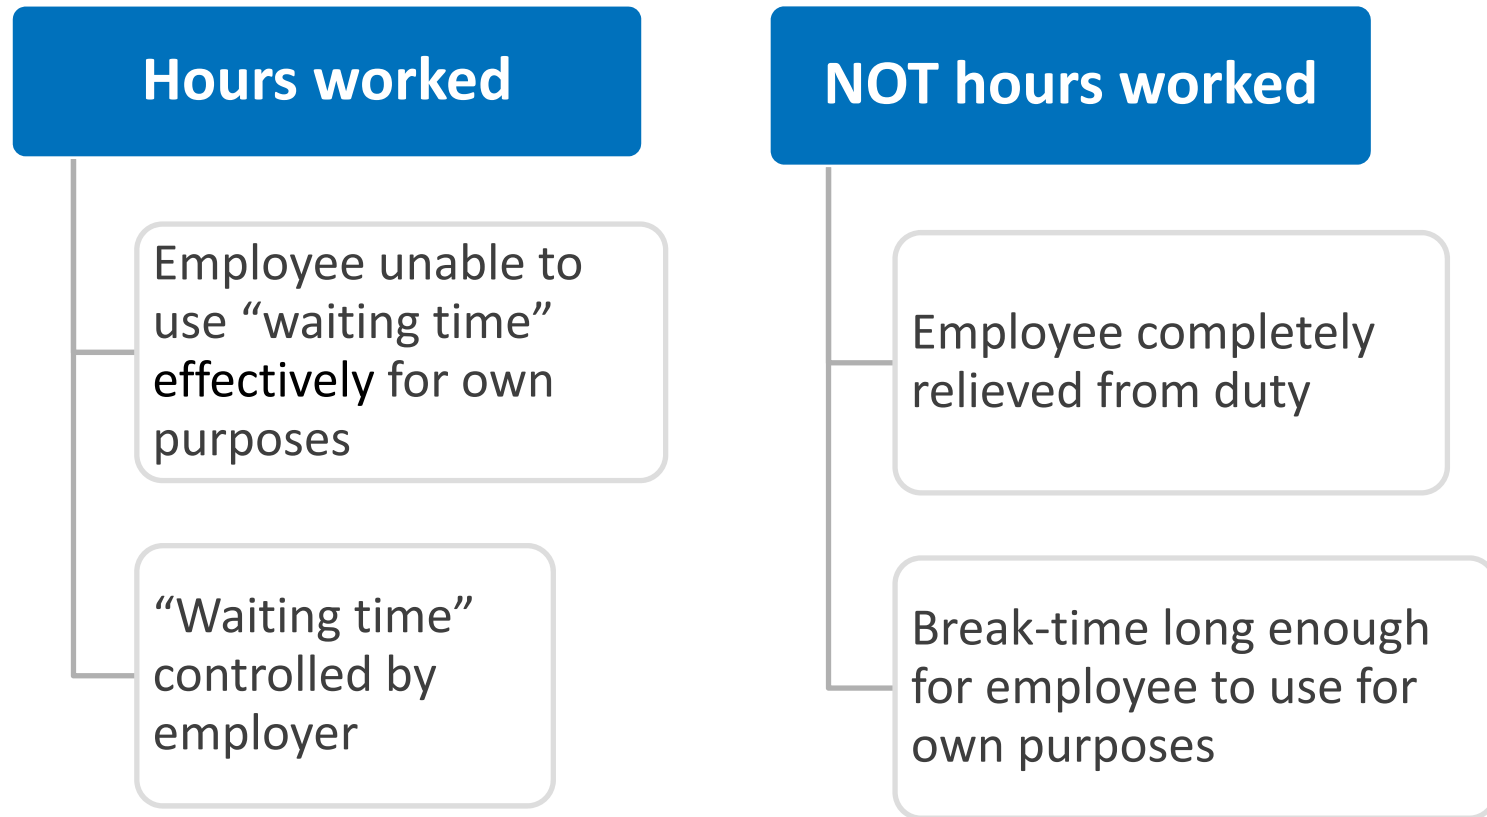 Hours worked
Employee unable to
use “waiting time”
effectively for own
purposes
“Waiting time”
controlled by
employer
NOT hours worked
Employee completely
relieved from duty
Break-time long enough
for employee to use for
own purposes